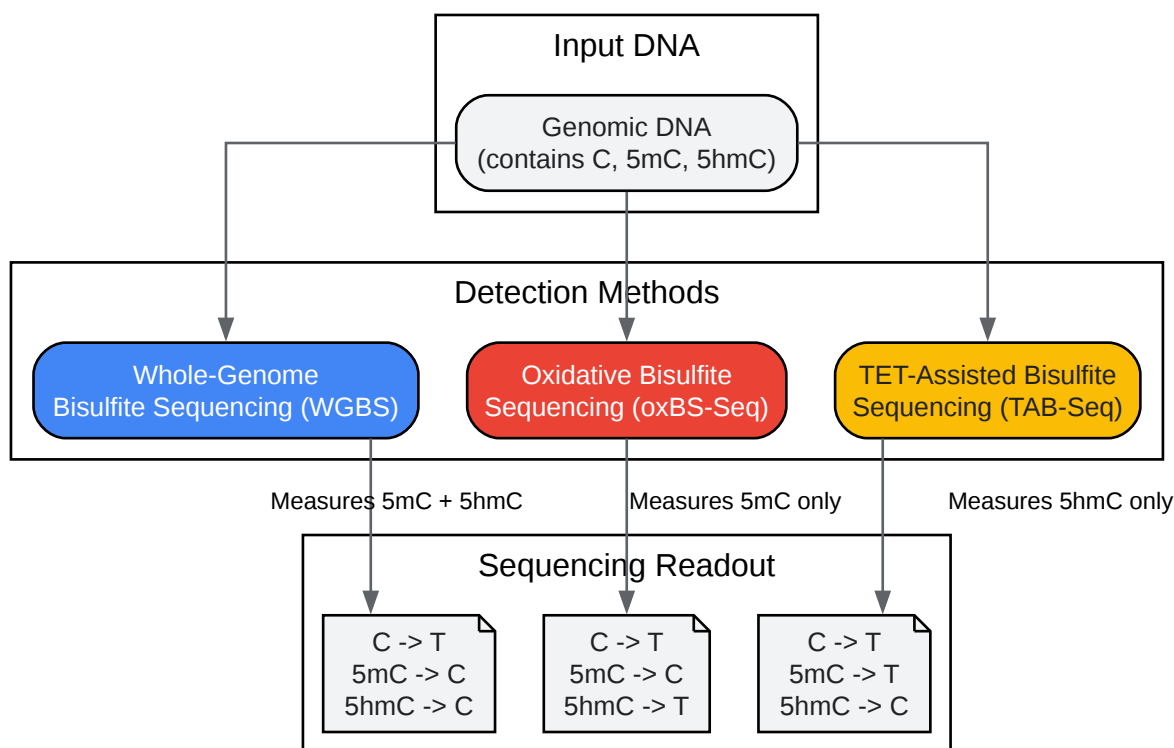 Input DNA
Genomic DNA
(contains C, 5mC, 5hmC)
Detection Methods
Whole-Genome
Bisulfite Sequencing (WGBS)
Oxidative Bisulfite
Sequencing (oxBS-Seq)
TET-Assisted Bisulfite
Sequencing (TAB-Seq)
Measures 5mC + 5hmC
Measures 5mC only
Measures 5hmC only
Sequencing Readout
C -> T
5mC -> C
5hmC -> C
C -> T
5mC -> C
5hmC -> T
C -> T
5mC -> T
5hmC -> C